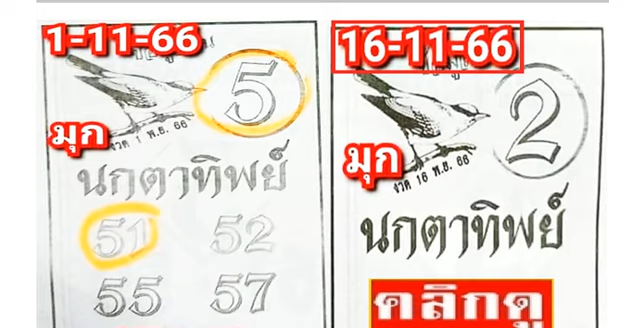 1-11-66
5
มุก
งวด 1 พ.ย. 66
นกตาทิพย์
51 52
55 57
16-11-66
2
มุก
งวด 16 พ.ย. 66
นกตาทิพย์
คลิกดู